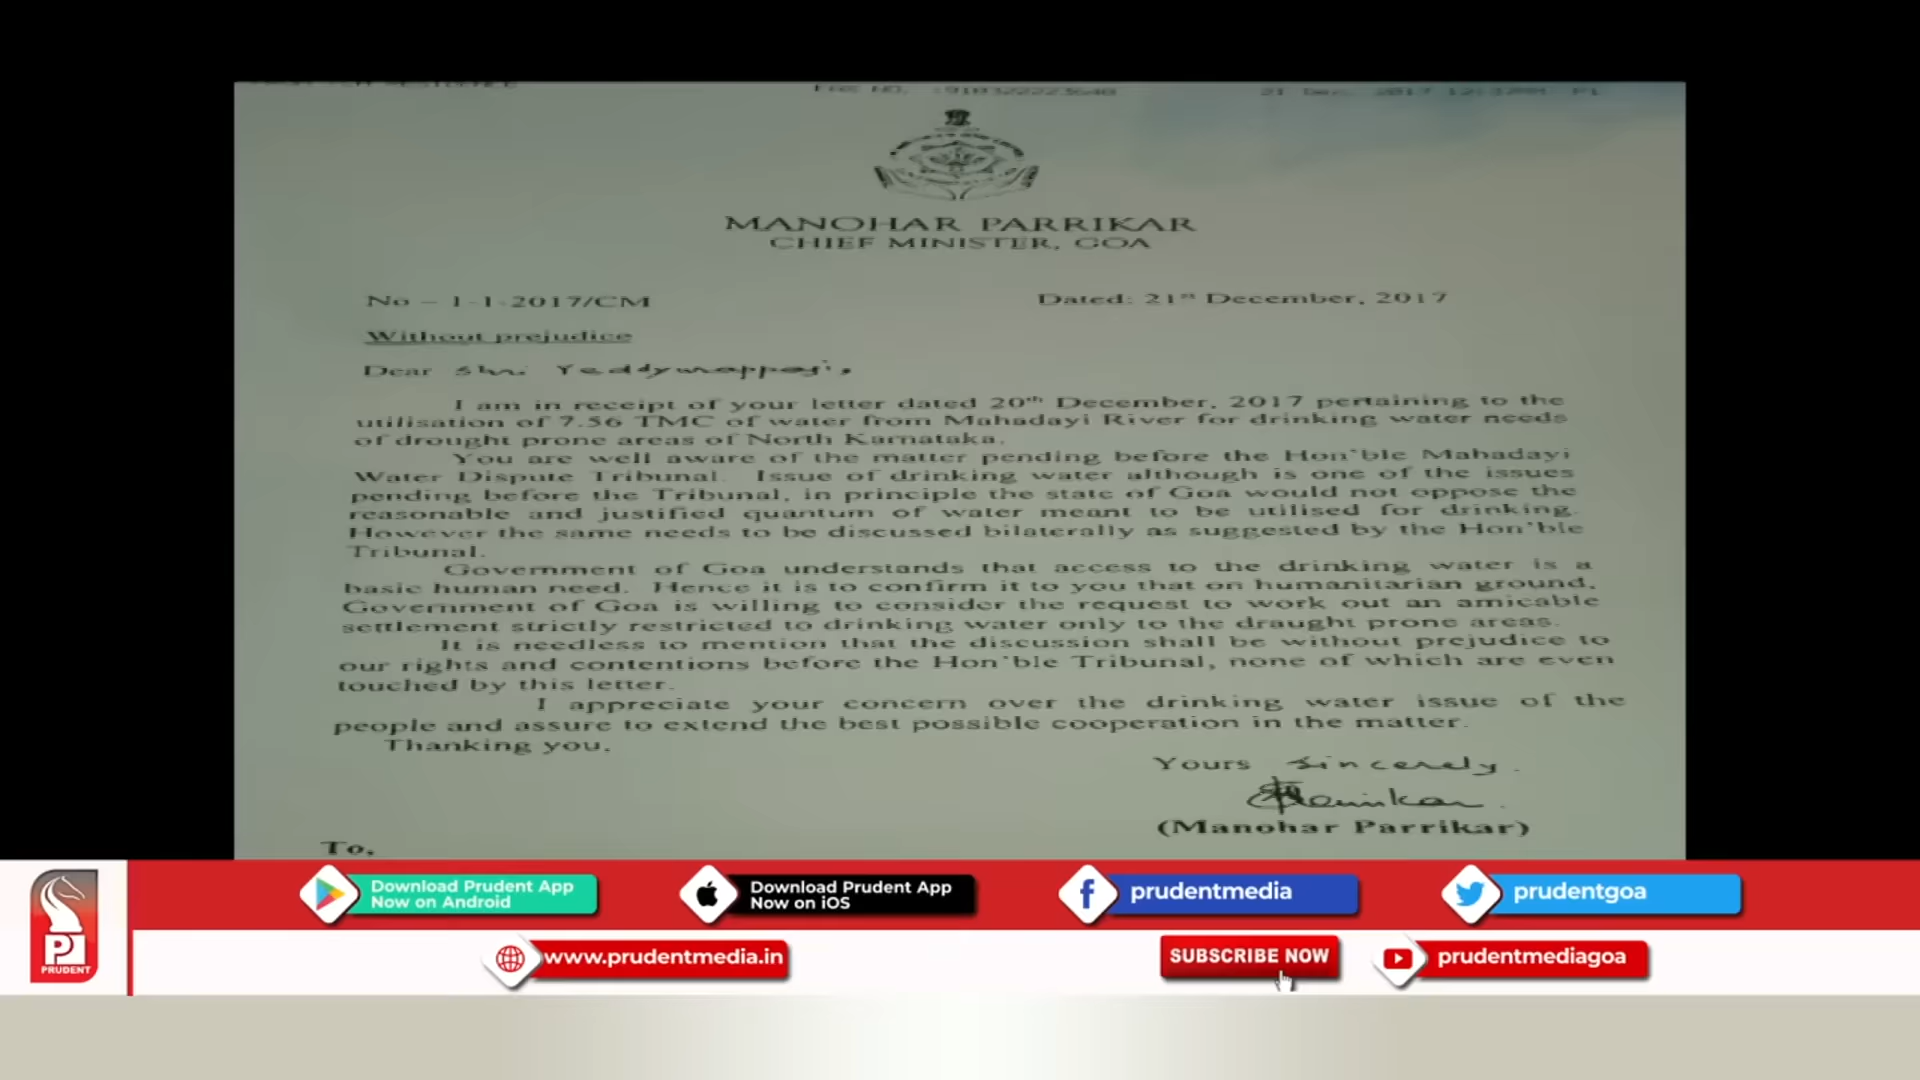 FAX NO. :9183222223648 21 Dec. 2017 12:37PM P1
MANOHAR PARRIKAR
CHIEF MINISTER, GOA
No – 1-1-2017/CM
Dated: 21st December, 2017
Without prejudice
Dear Shri Yeddyurappaji,
I am in receipt of your letter dated 20th December, 2017 pertaining to the
utilisation of 7.56 TMC of water from Mahadayi River for drinking water needs
of drought prone areas of North Karnataka.
You are well aware of the matter pending before the Hon'ble Mahadayi
Water Dispute Tribunal. Issue of drinking water although is one of the issues
pending before the Tribunal, in principle the state of Goa would not oppose the
reasonable and justified quantum of water meant to be utilised for drinking.
However the same needs to be discussed bilaterally as suggested by the Hon'ble
Tribunal.
Government of Goa understands that access to the drinking water is a
basic human need. Hence it is to confirm it to you that on humanitarian ground,
Government of Goa is willing to consider the request to work out an amicable
settlement strictly restricted to drinking water only to the draught prone areas.
It is needless to mention that the discussion shall be without prejudice to
our rights and contentions before the Hon'ble Tribunal, none of which are even
touched by this letter.
I appreciate your concern over the drinking water issue of the
people and assure to extend the best possible cooperation in the matter.
Thanking you,
Yours sincerely.
(Manohar Parrikar)
To,
Download Prudent App
Now on Android
Download Prudent App
Now on iOS
prudentmedia
prudentgoa
PRUDENT
www.prudentmedia.in
SUBSCRIBE NOW
prudentmediagoa